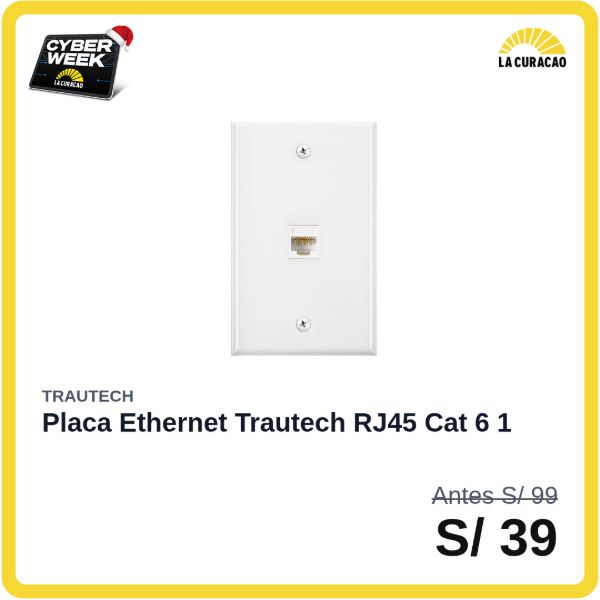 CYBER
WEEK
LA CURACAO
LA CURACAO
TRAUTECH
Placa Ethernet Trautech RJ45 Cat 6 1
Antes S/ 99
S/ 39